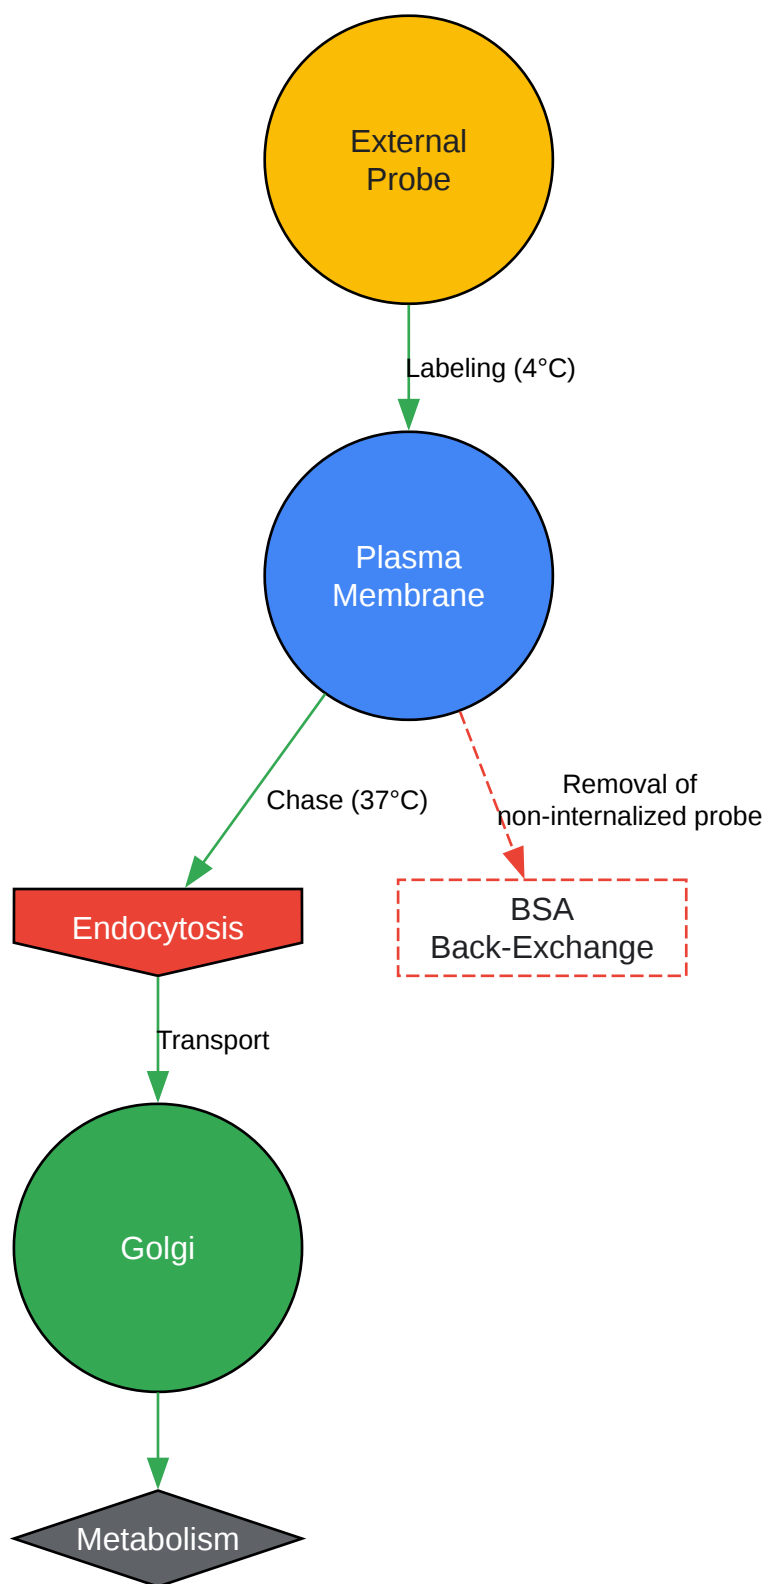 External
Probe
Labeling (4°C)
Plasma
Membrane
Chase (37°C)
Removal of
non-internalized probe
Endocytosis
BSA
Back-Exchange
Transport
Golgi
Metabolism